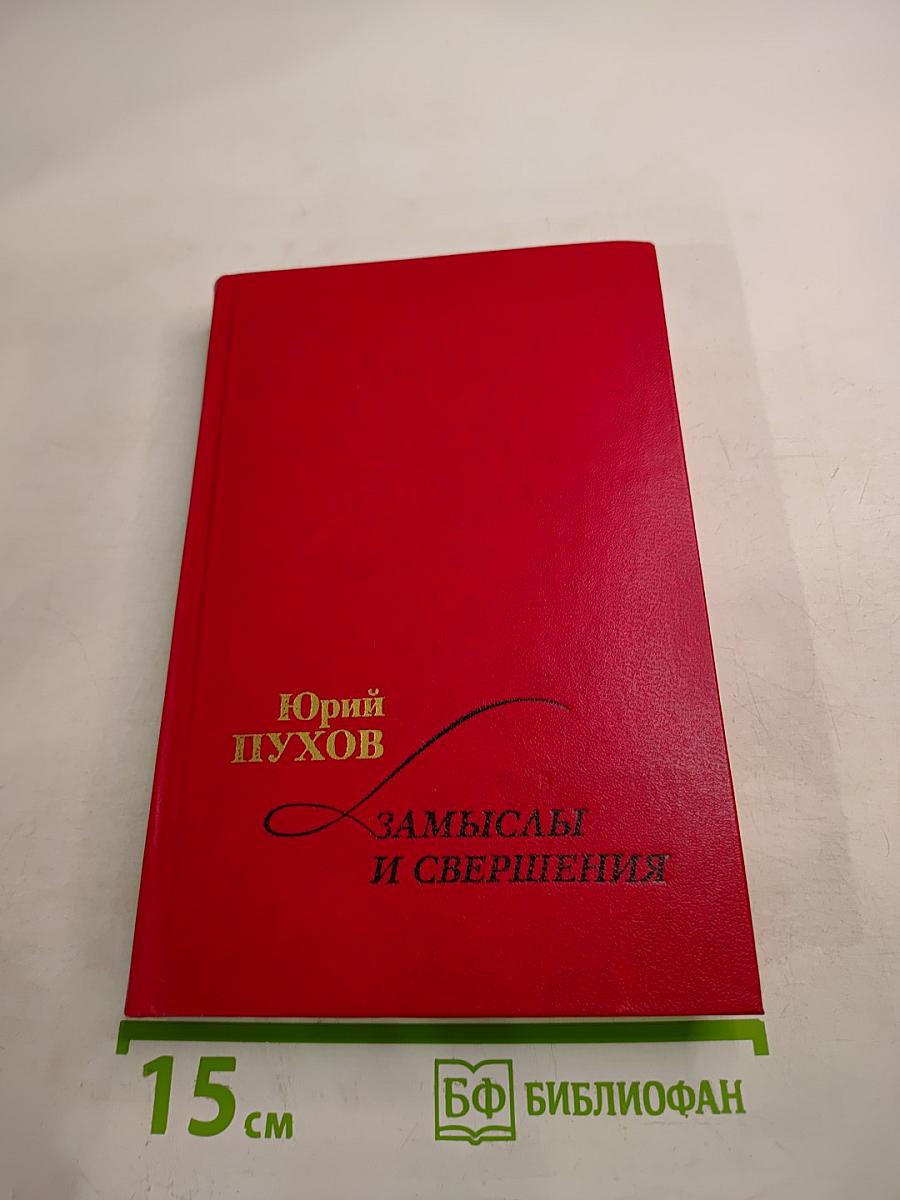 Юрий
ПУХОВ
ЗАМЫСЛЫ
И СВЕРШЕНИЯ
15 см
БФ БИБЛИОФАН